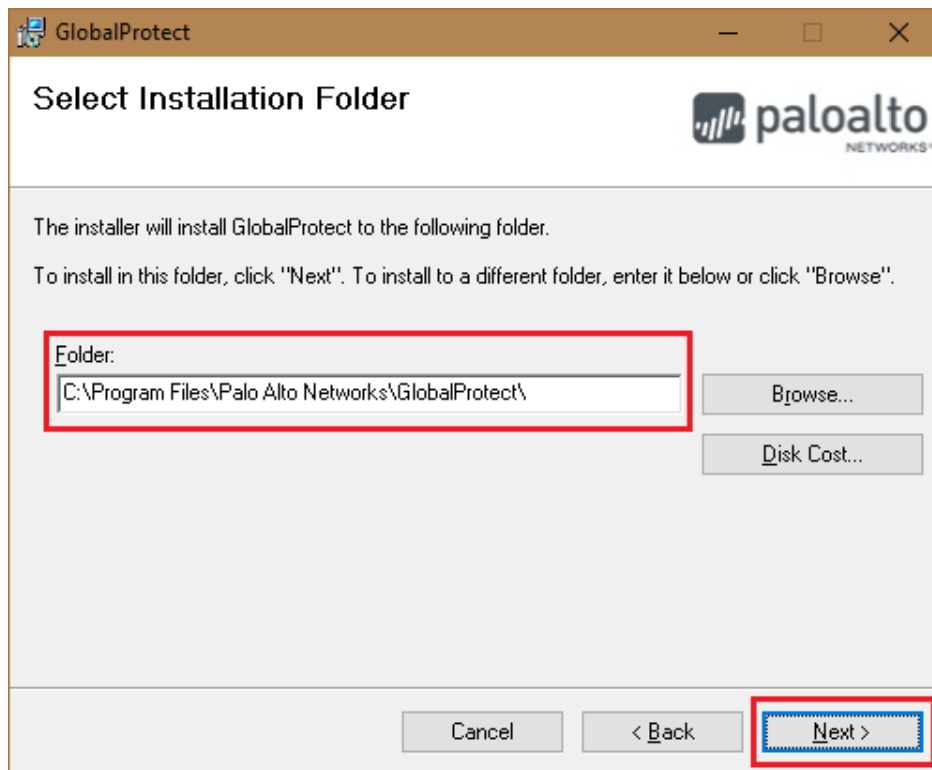 GlobalProtect
Select Installation Folder
paloalto
NETWORKS
The installer will install GlobalProtect to the following folder.
To install in this folder, click "Next". To install to a different folder, enter it below or click "Browse".
Folder:
C:\Program Files\Palo Alto Networks\GlobalProtect\
Browse...
Disk Cost...
Cancel
< Back
Next >